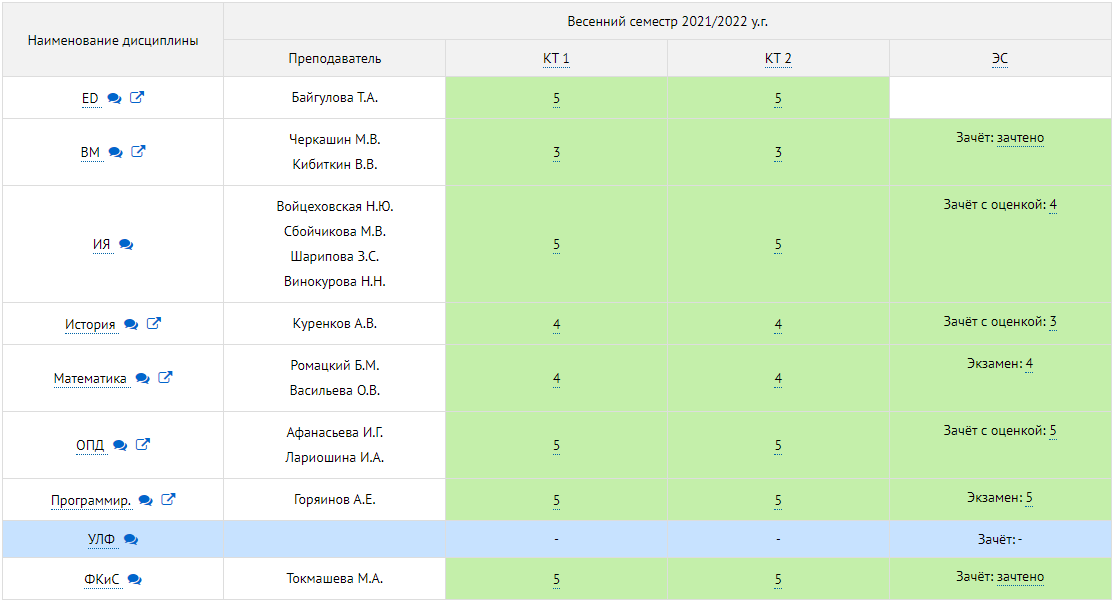 Наименование дисциплины
Весенний семестр 2021/2022 у.г.
Преподаватель КТ 1 КТ 2 ЭС
ED Байгулова Т.А. 5 5
ВМ Черкашин М.В. 3 3 Зачёт: зачтено
Кибиткин В.В.
Войцеховская Н.Ю. Зачёт с оценкой: 4
Сбойчикова М.В.
ИЯ 5 5
Шарипова З.С.
Винокурова Н.Н.
История Куренков А.В. 4 4 Зачёт с оценкой: 3
Ромацкий Б.М. Экзамен: 4
Математика 4 4
Васильева О.В.
Афанасьева И.Г. Зачёт с оценкой: 5
ОПД 5 5
Лариошина И.А.
Программир. Горяинов А.Е. 5 5 Экзамен: 5
УЛФ - - Зачёт: -
ФКиС Токмашева М.А. 5 5 Зачёт: зачтено